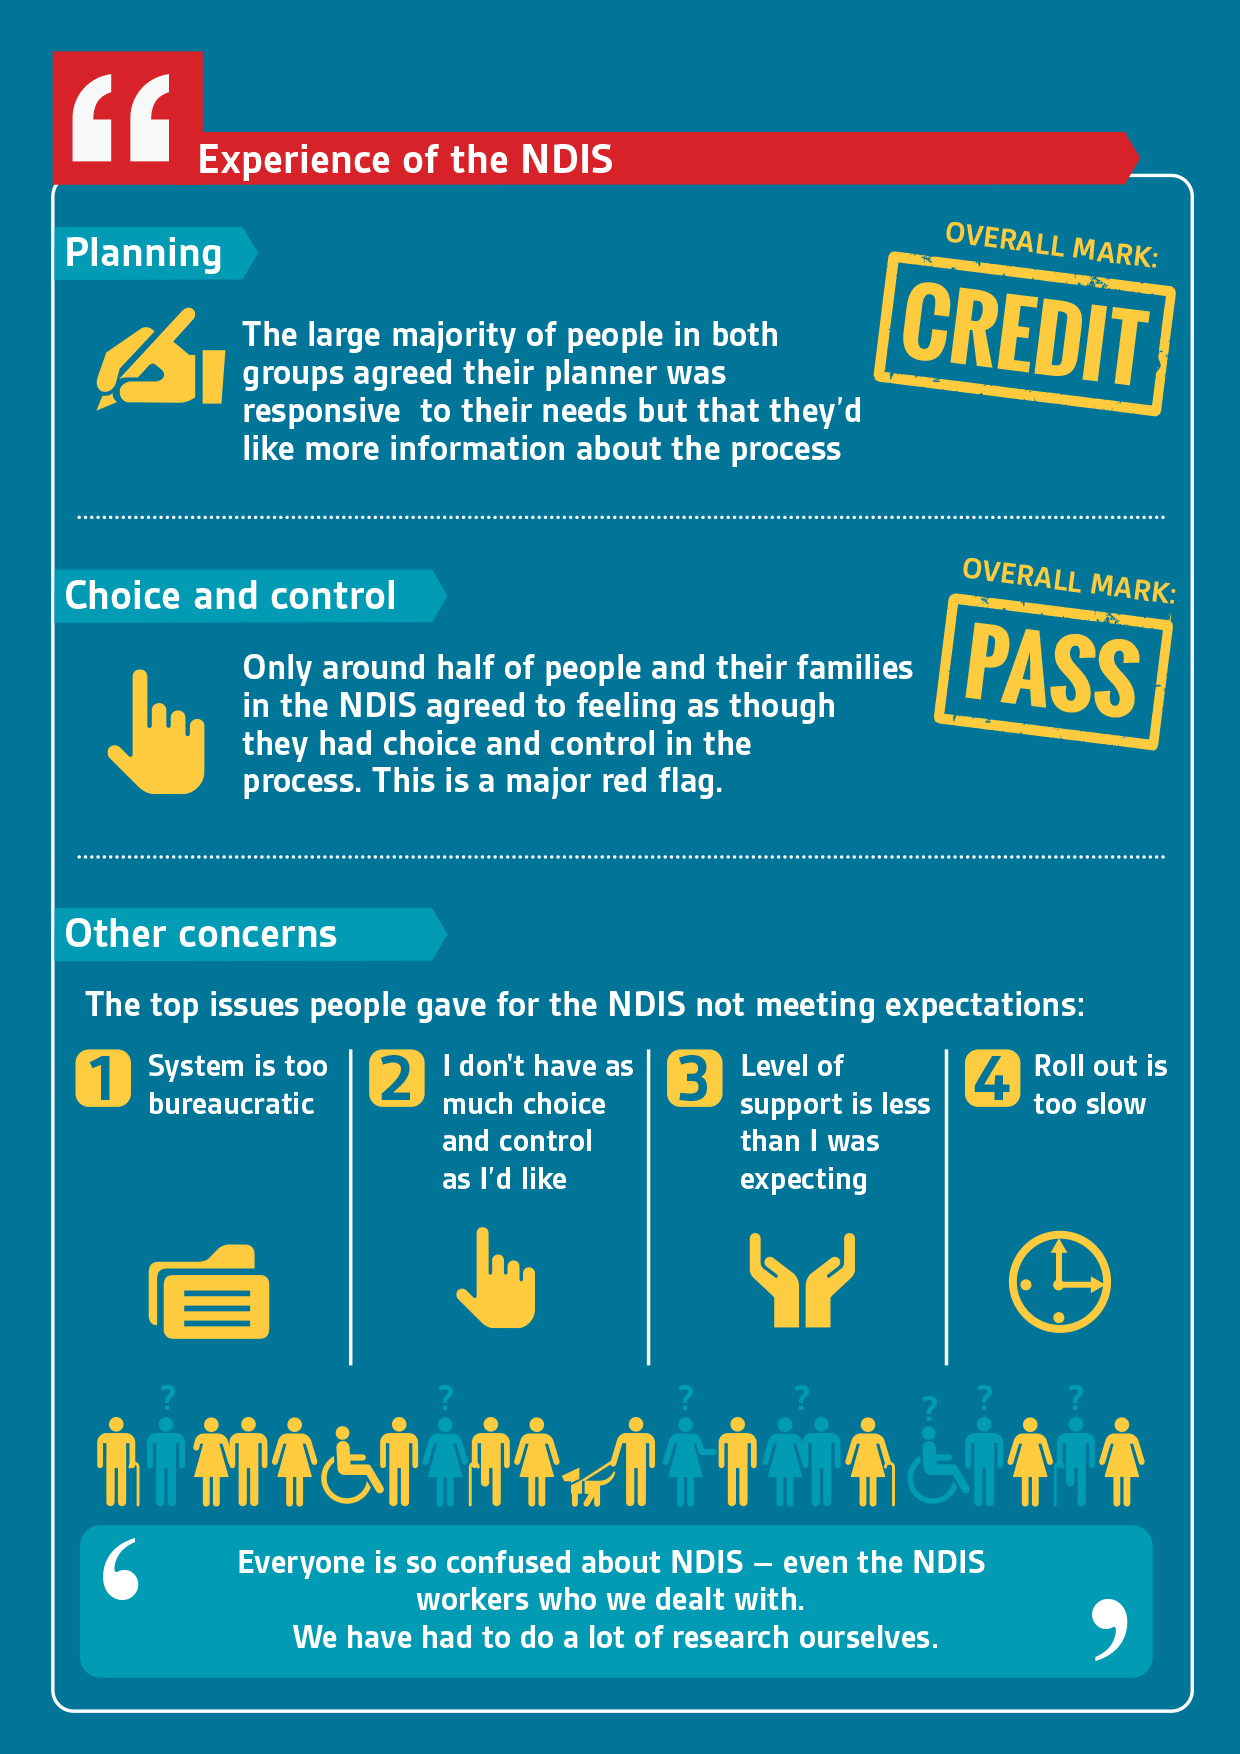 “
Experience of the NDIS
Planning
OVERALL MARK:
CREDIT
The large majority of people in both
groups agreed their planner was
responsive  to their needs but that they'd
like more information about the process
Choice and control
OVERALL MARK:
PASS
Only around half of people and their families
in the NDIS agreed to feeling as though
they had choice and control in the
process. This is a major red flag.
Other concerns
The top issues people gave for the NDIS not meeting expectations:
1
System is too
bureaucratic
2
I don't have as
much choice
and control
as I'd like
3
Level of
support is less
than I was
expecting
4
Roll out is
too slow
? ? ? ? ? ? ?
‘
Everyone is so confused about NDIS – even the NDIS
workers who we dealt with.
We have had to do a lot of research ourselves.
’